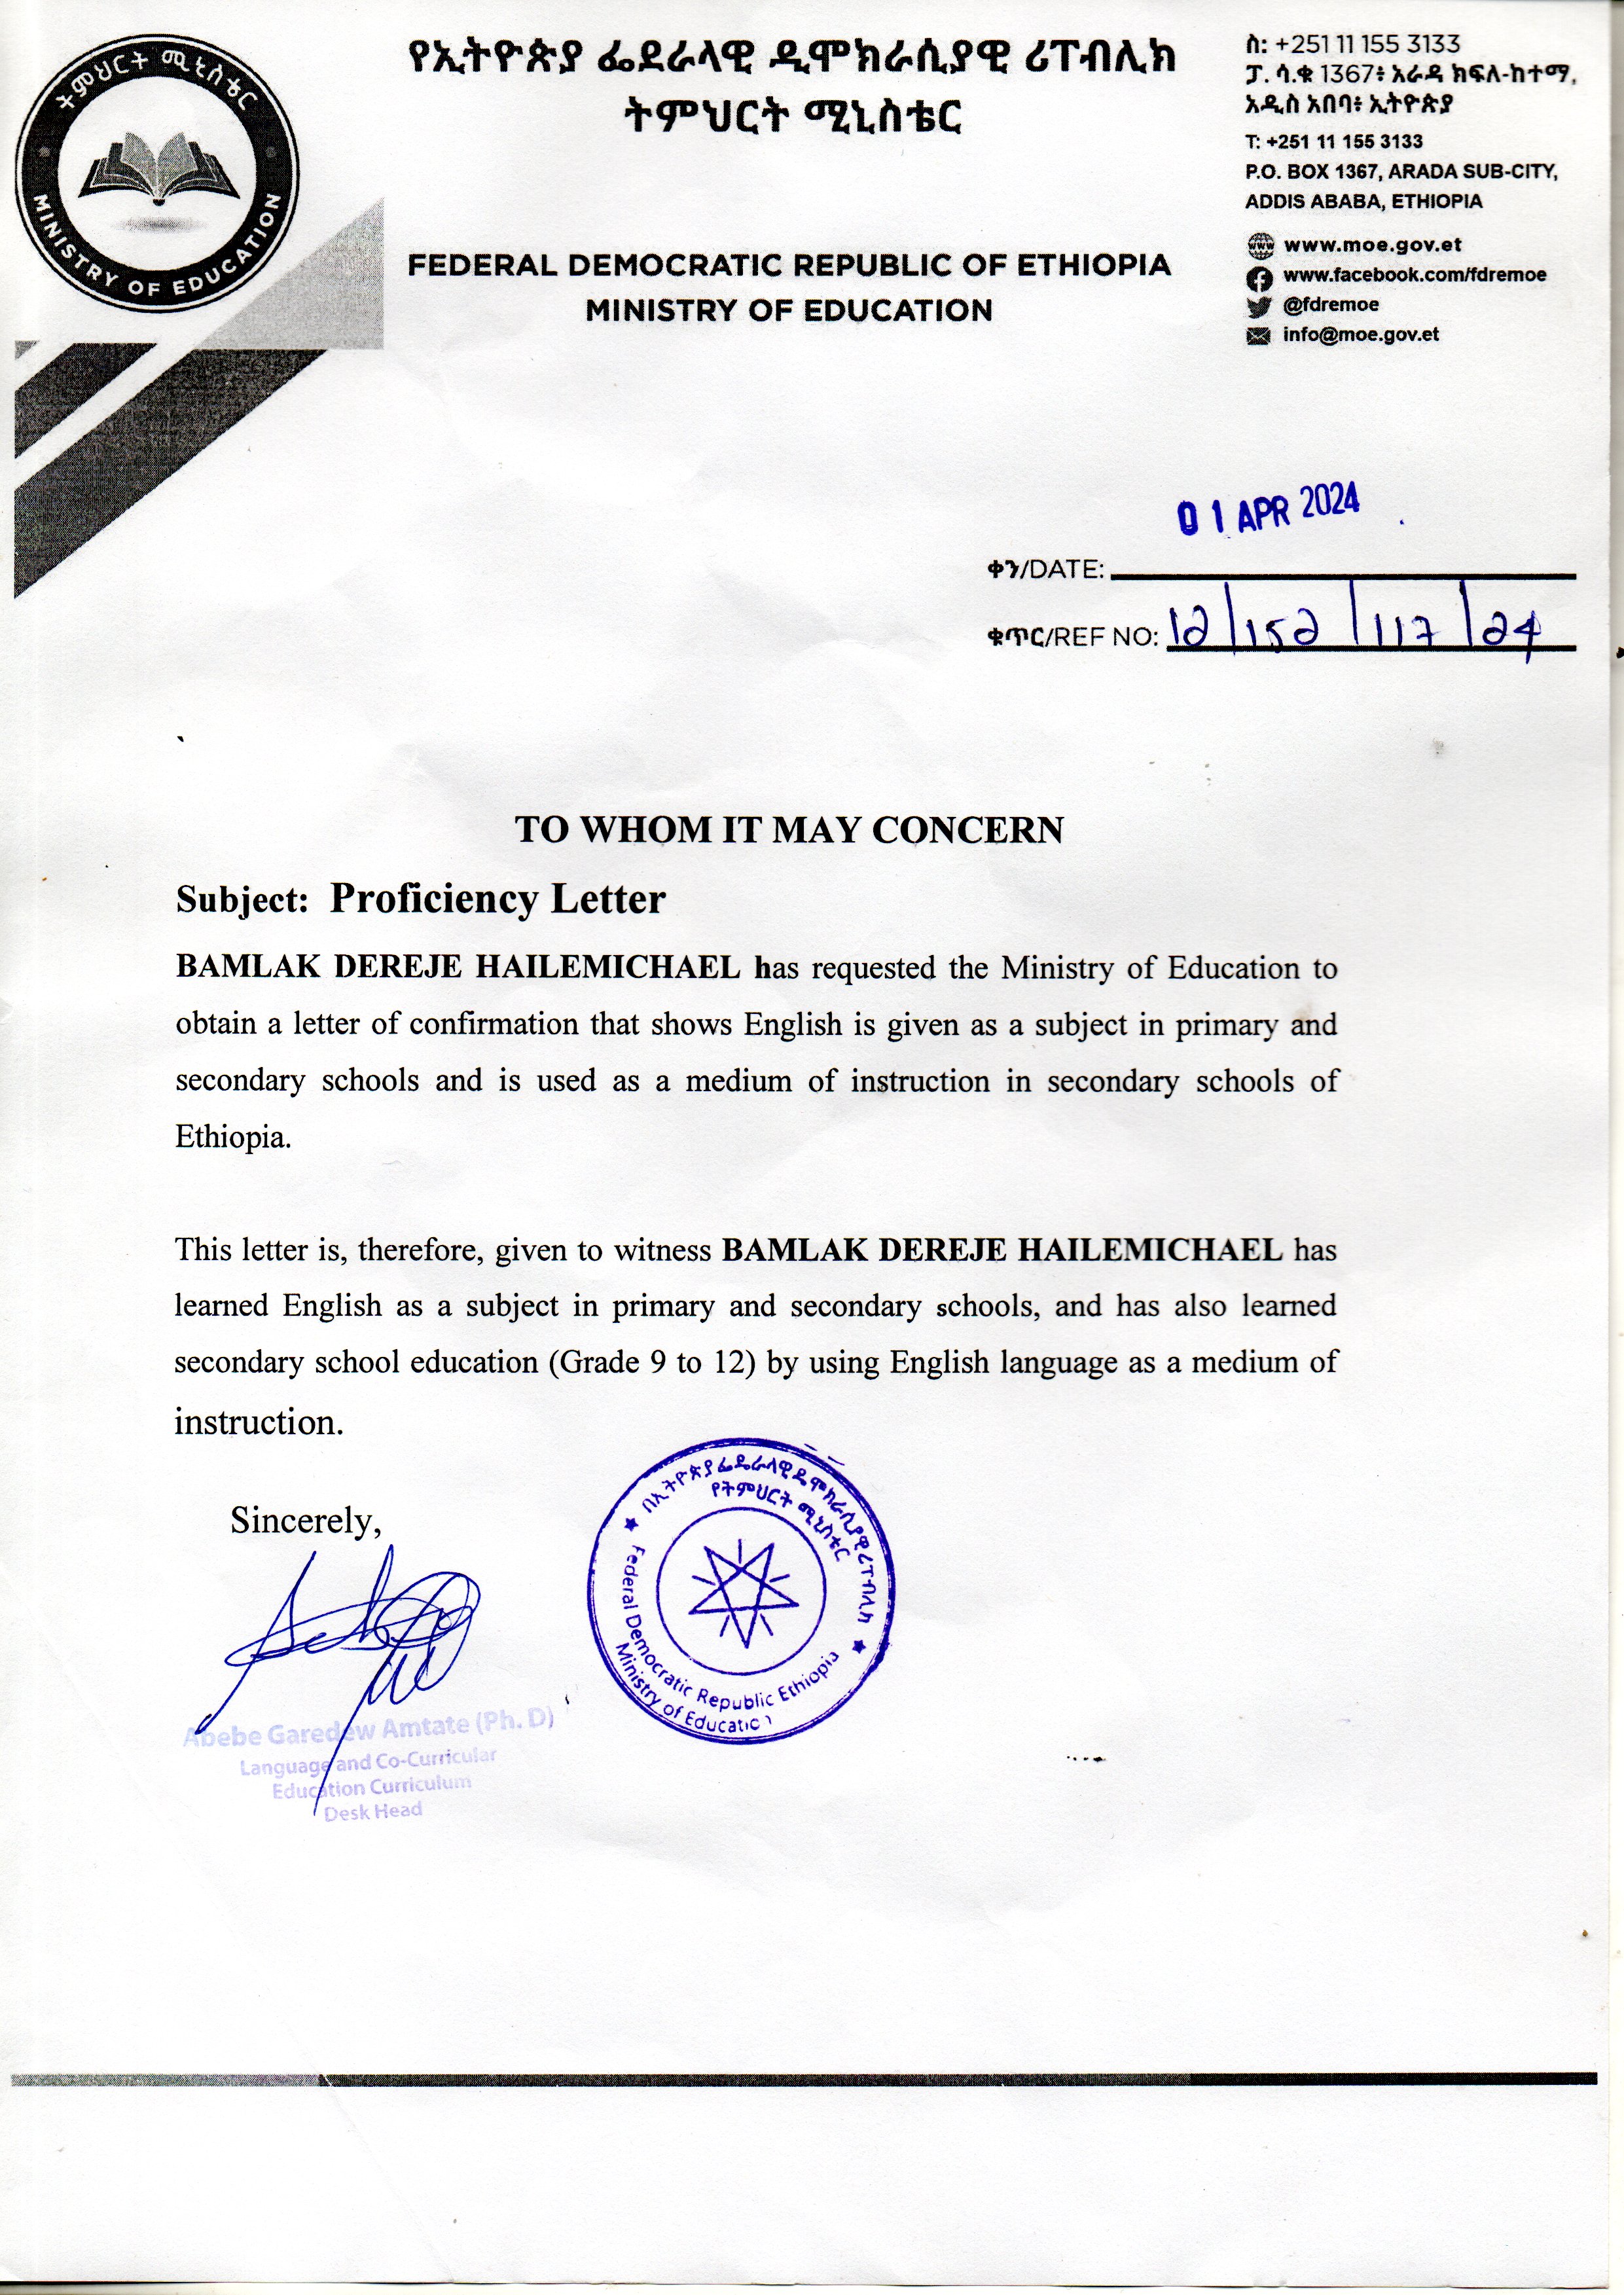 ትምህርት ሚኒስቴር
MINISTRY OF EDUCATION
የኢትዮጵያ ፌደራላዊ ዲሞክራሲያዊ ሪፐብሊክ
ትምህርት ሚኒስቴር
FEDERAL DEMOCRATIC REPUBLIC OF ETHIOPIA
MINISTRY OF EDUCATION
ስ: +251 11 155 3133
ፖ. ሳ.ቁ 1367፥ አራዳ ክፍለ-ከተማ,
አዲስ አበባ፥ ኢትዮጵያ
T: +251 11 155 3133
P.O. BOX 1367, ARADA SUB-CITY,
ADDIS ABABA, ETHIOPIA
www.moe.gov.et
www.facebook.com/fdremoe
@fdremoe
info@moe.gov.et
01 APR 2024
ቀን/DATE:
ቁጥር/REF NO: 12/152/117/24
TO WHOM IT MAY CONCERN
Subject: Proficiency Letter
BAMLAK DEREJE HAILEMICHAEL has requested the Ministry of Education to
obtain a letter of confirmation that shows English is given as a subject in primary and
secondary schools and is used as a medium of instruction in secondary schools of
Ethiopia.
This letter is, therefore, given to witness BAMLAK DEREJE HAILEMICHAEL has
learned English as a subject in primary and secondary schools, and has also learned
secondary school education (Grade 9 to 12) by using English language as a medium of
instruction.
Sincerely,
Abebe Garedew Amtate (Ph. D)
Language and Co-Curricular
Education Curriculum
Desk Head
በኢትዮጵያ ፌዴራላዊ ዴሞክራሲያዊ ሪፐብሊክ
የትምህርት ሚኒስቴር
Federal Democratic Republic Ethiopia
Ministry of Education